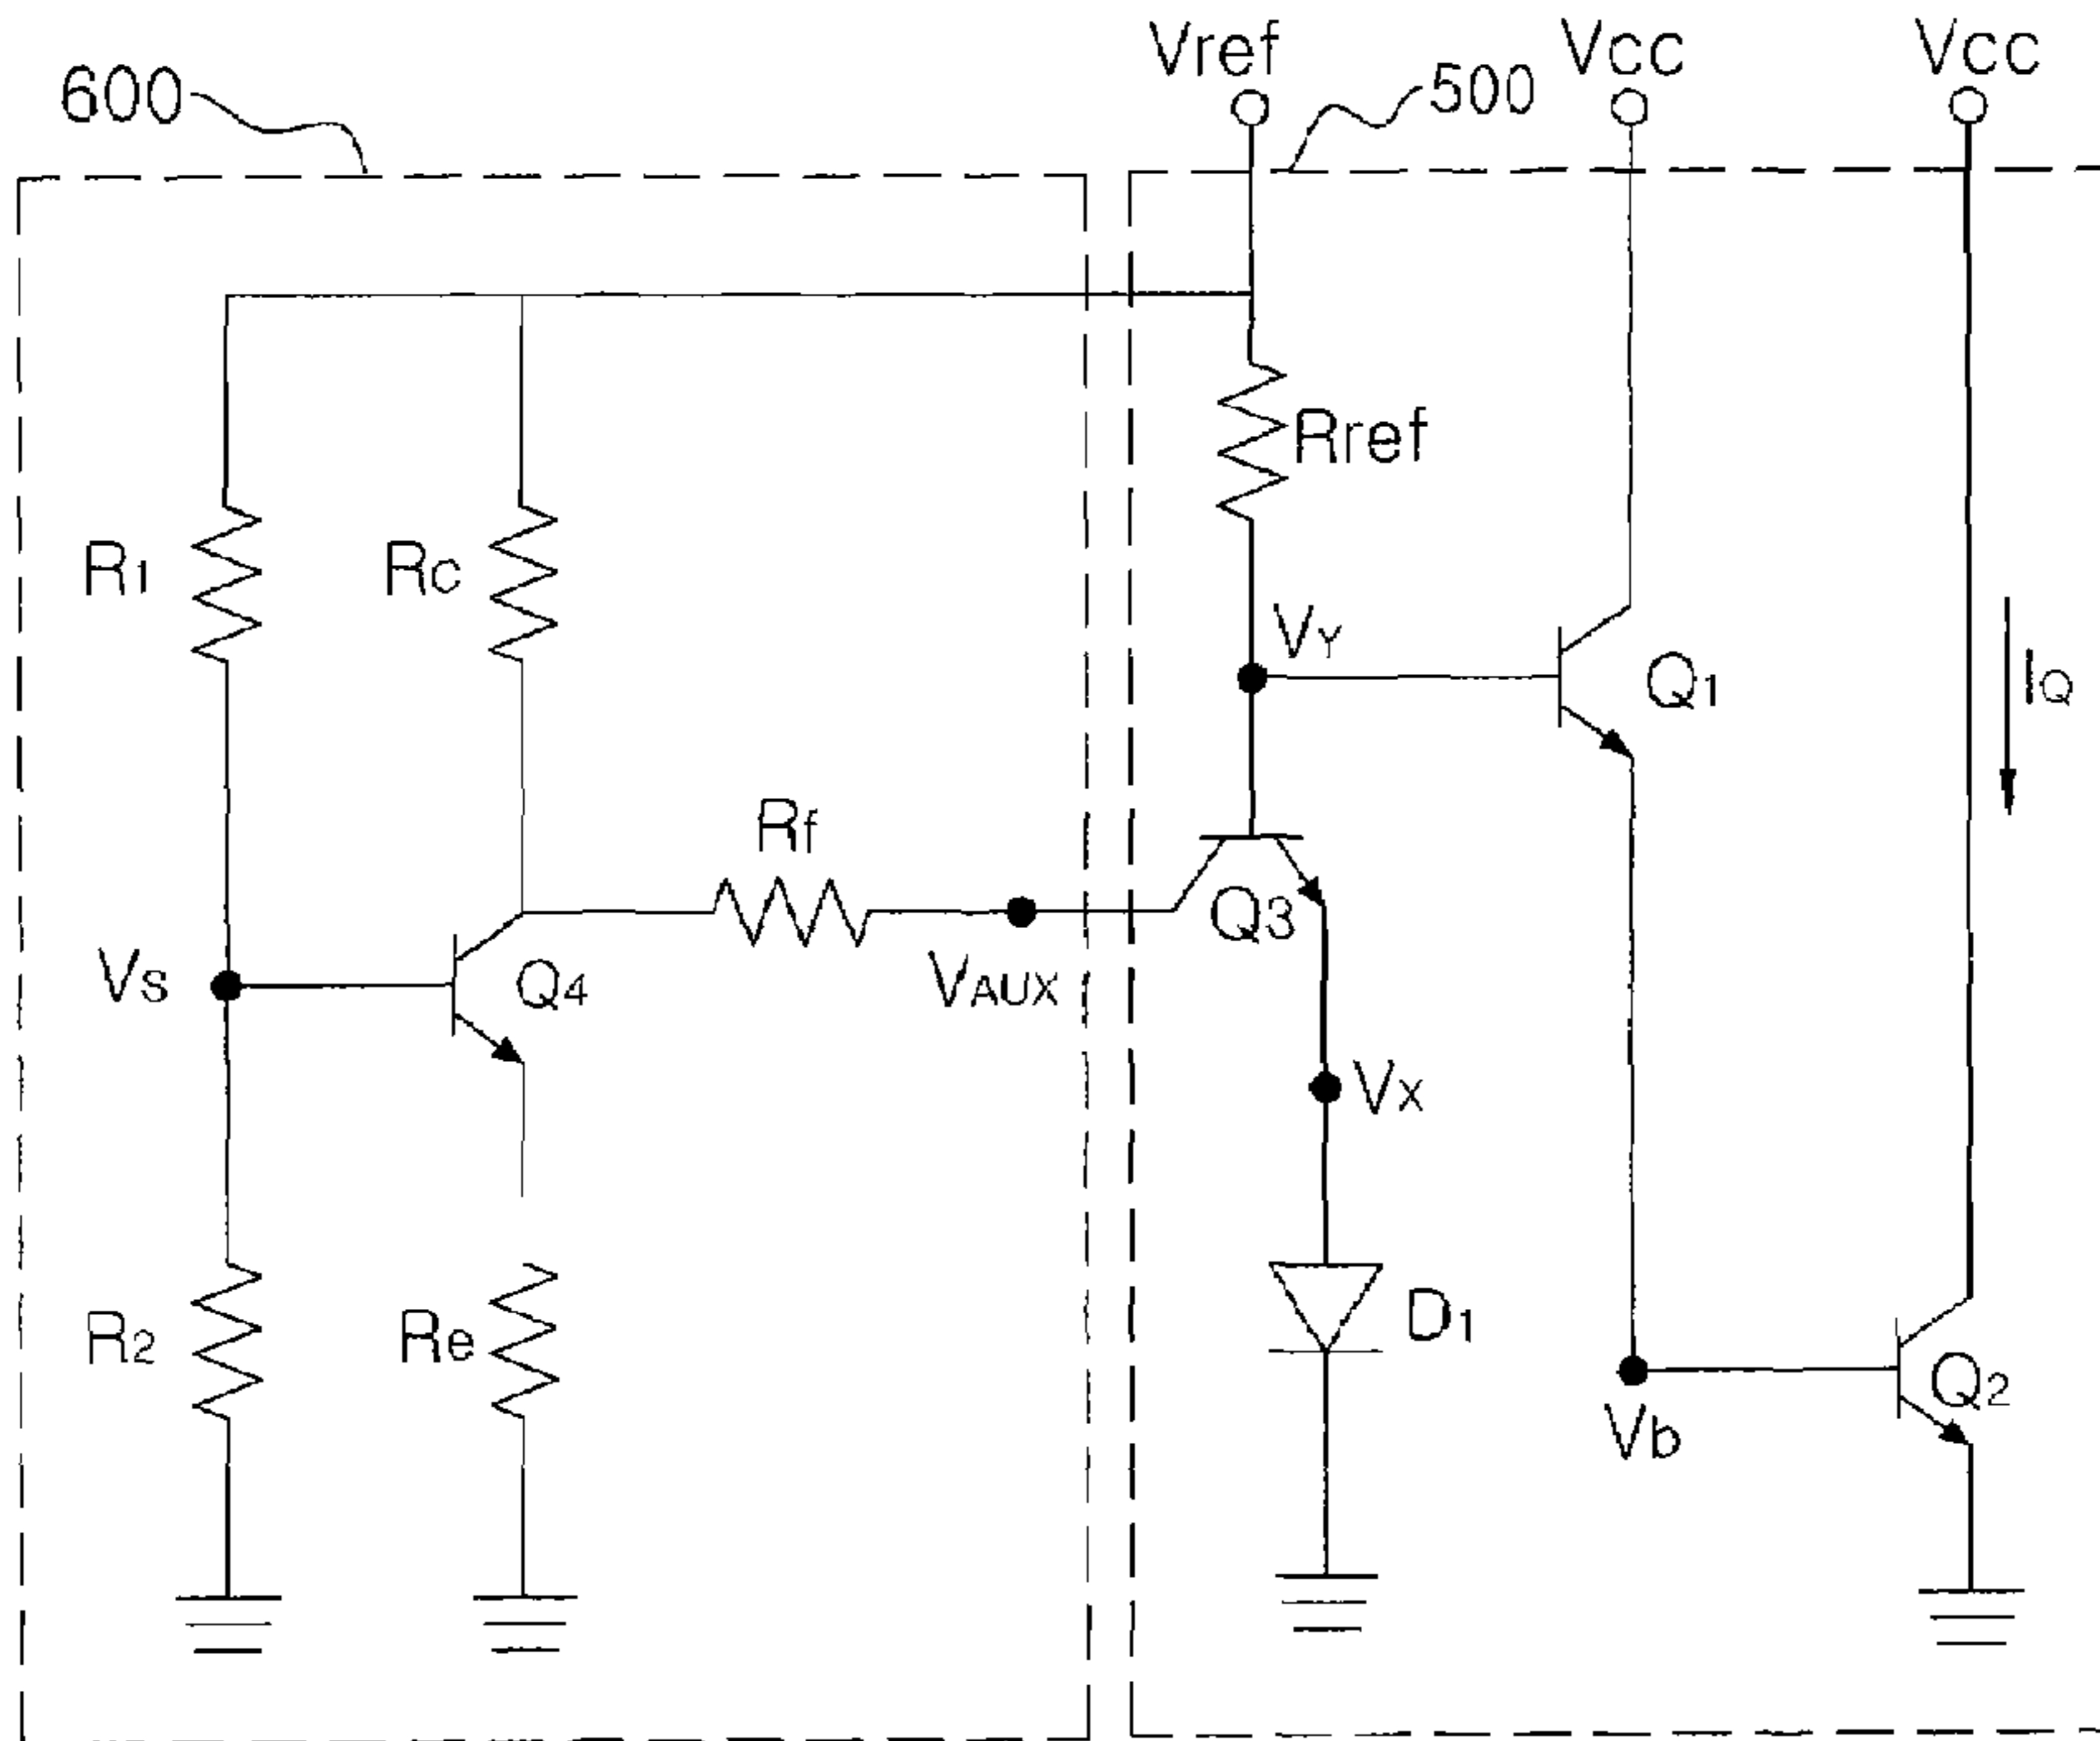 Vref
Vcc
Vcc
600
500
Rref
R1
Rc
VY
Q1
IQ
Rf
Q3
Vs
Q4
VAUX
Vx
R2
Re
D1
Q2
Vb